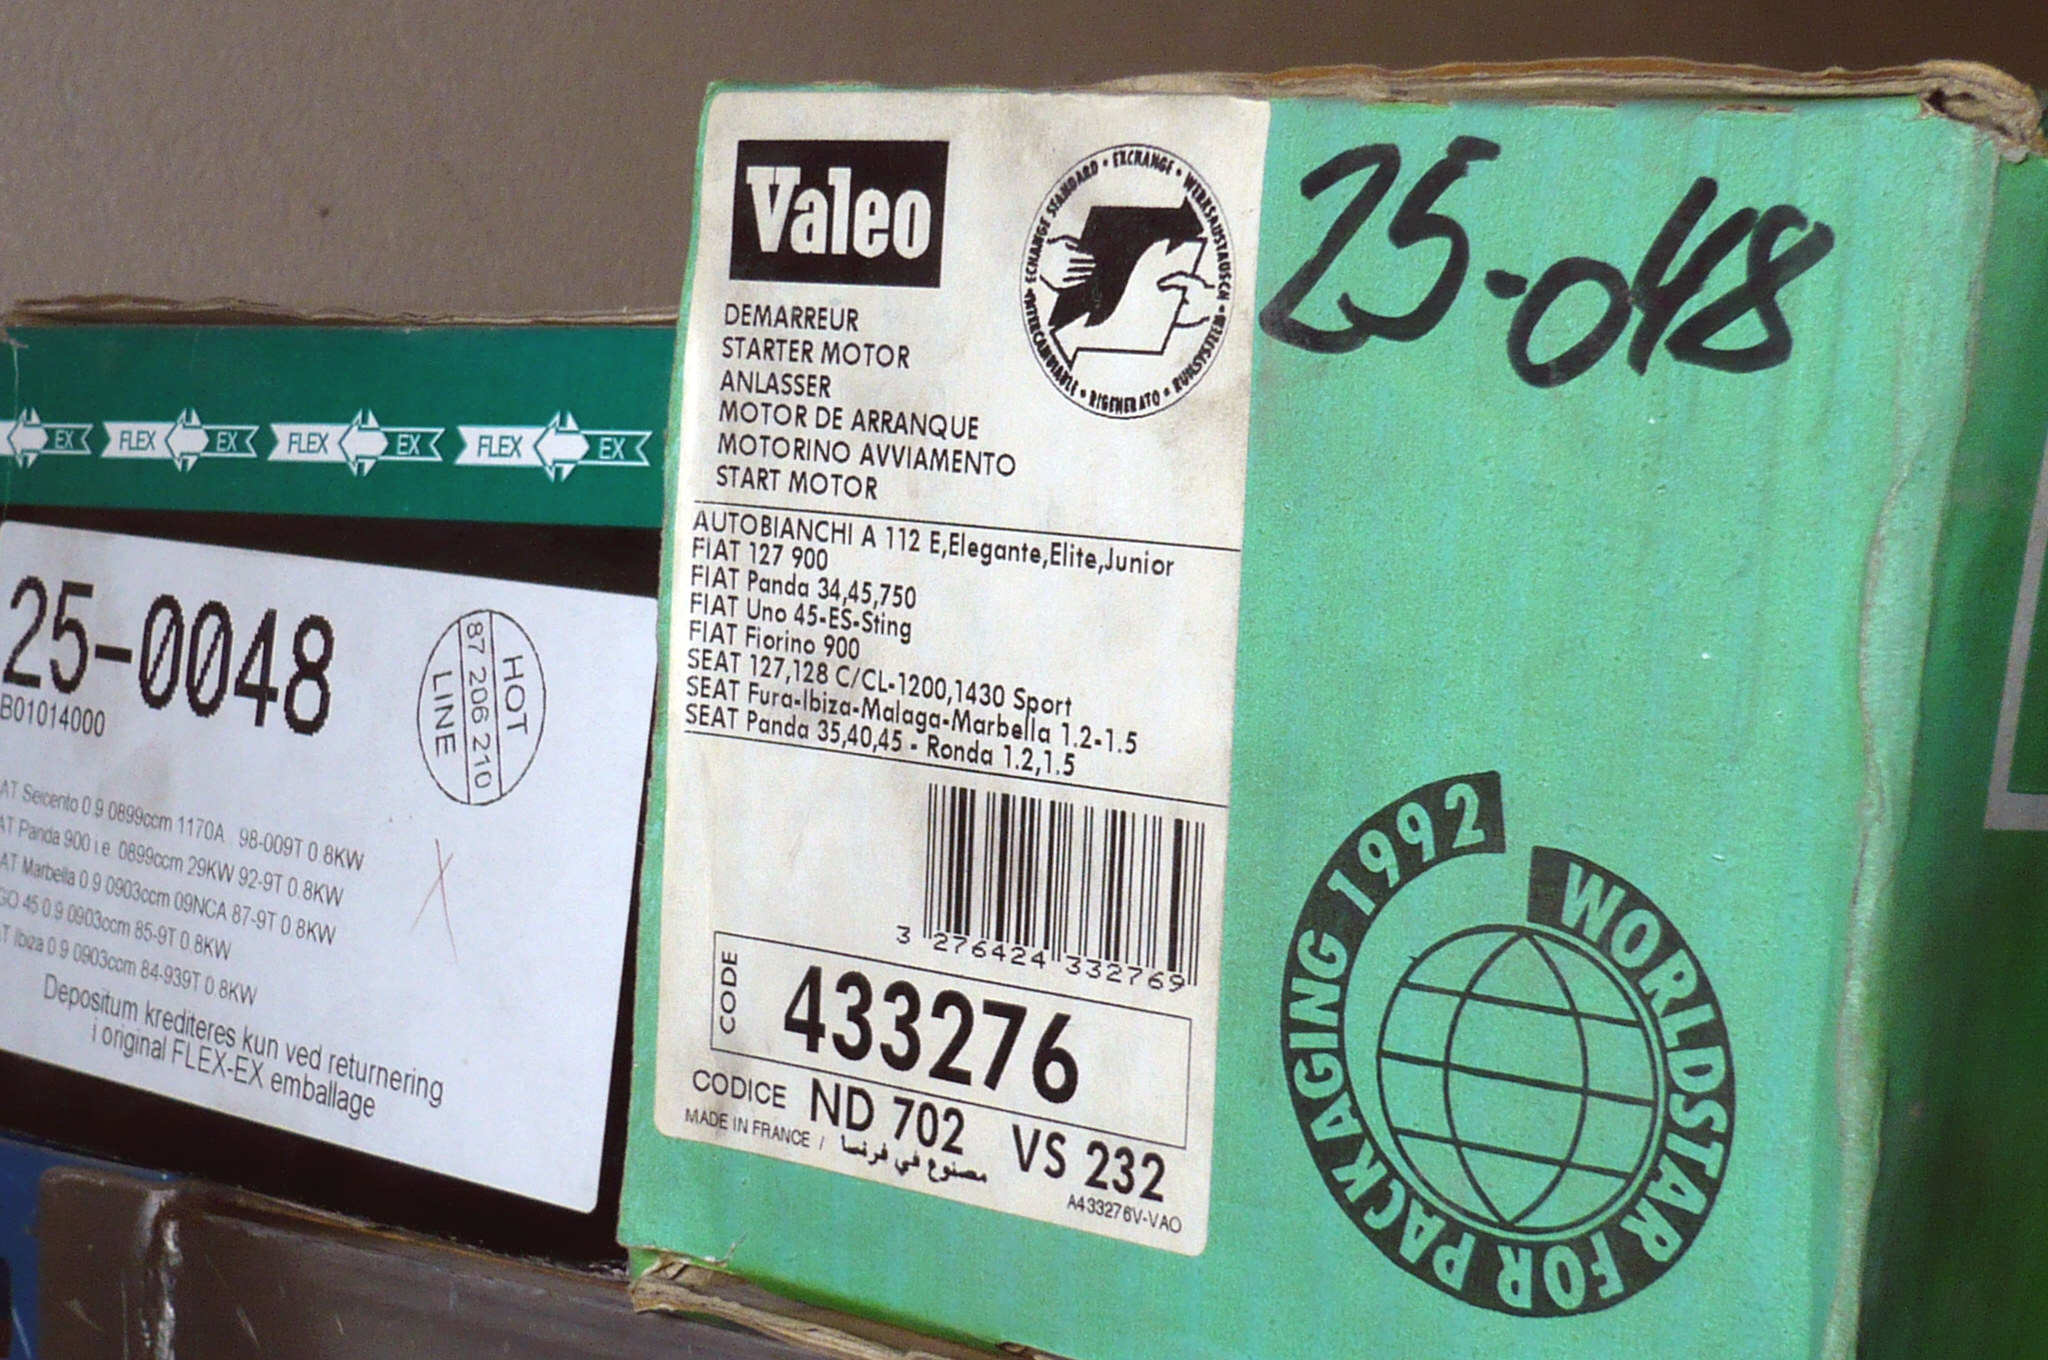 FLEX EX FLEX EX FLEX EX
EX
25-0048
B01014000
HOT
87 206 210
LINE
Seicento 0.9 0899ccm 1170A 98-009T 0.8KW
Panda 900 i.e. 0899ccm 29KW 92-9T 0.8KW
Marbella 0.9 0903ccm 09NCA 87-9T 0.8KW
45 0.9 0903ccm 85-9T 0.8KW
Ibiza 0.9 0903ccm 84-939T 0.8KW
Depositum krediteres kun ved returnering
i original FLEX-EX emballage
Valeo
ECHANGE STANDARD • EXCHANGE • WERKSAUSTAUSCH • RUILSYSTEEM • RIGENERATO • INTERCAMBIABLE •
DEMARREUR
STARTER MOTOR
ANLASSER
MOTOR DE ARRANQUE
MOTORINO AVVIAMENTO
START MOTOR
AUTOBIANCHI A 112 E,Elegante,Elite,Junior
FIAT 127 900
FIAT Panda 34,45,750
FIAT Uno 45-ES-Sting
FIAT Fiorino 900
SEAT 127,128 C/CL-1200,1430 Sport
SEAT Fura-Ibiza-Malaga-Marbella 1.2-1.5
SEAT Panda 35,40,45 - Ronda 1.2,1.5
3 276424 332769
CODE
433276
CODICE ND 702 VS 232
MADE IN FRANCE / مصنوع في فرنسا
A433276V-VAO
25-048
WORLDSTAR FOR PACKAGING 1992